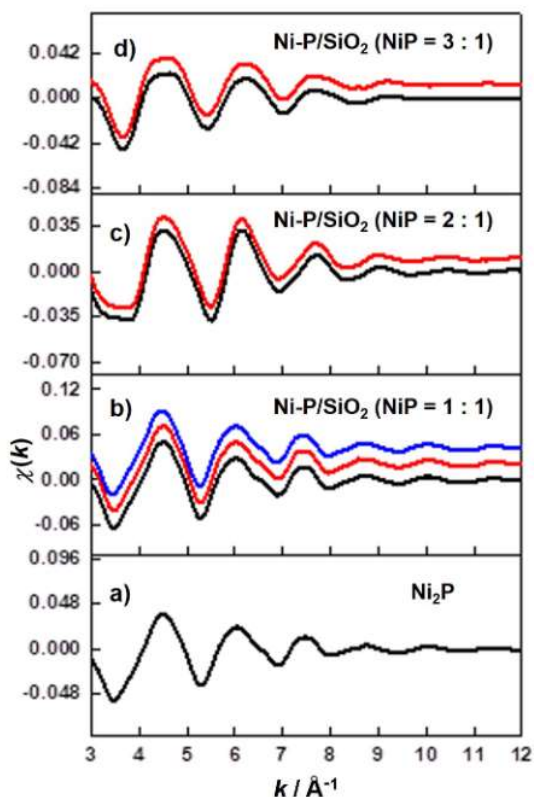 d) Ni-P/SiO₂ (NiP = 3 : 1)
0.042
0.000
-0.042
-0.084
c) Ni-P/SiO₂ (NiP = 2 : 1)
0.035
0.000
-0.035
-0.070
b) Ni-P/SiO₂ (NiP = 1 : 1)
0.12
0.06
0.00
-0.06
χ(k)
a) Ni₂P
0.096
0.048
0.000
-0.048
3 4 5 6 7 8 9 10 11 12
k / Å⁻¹